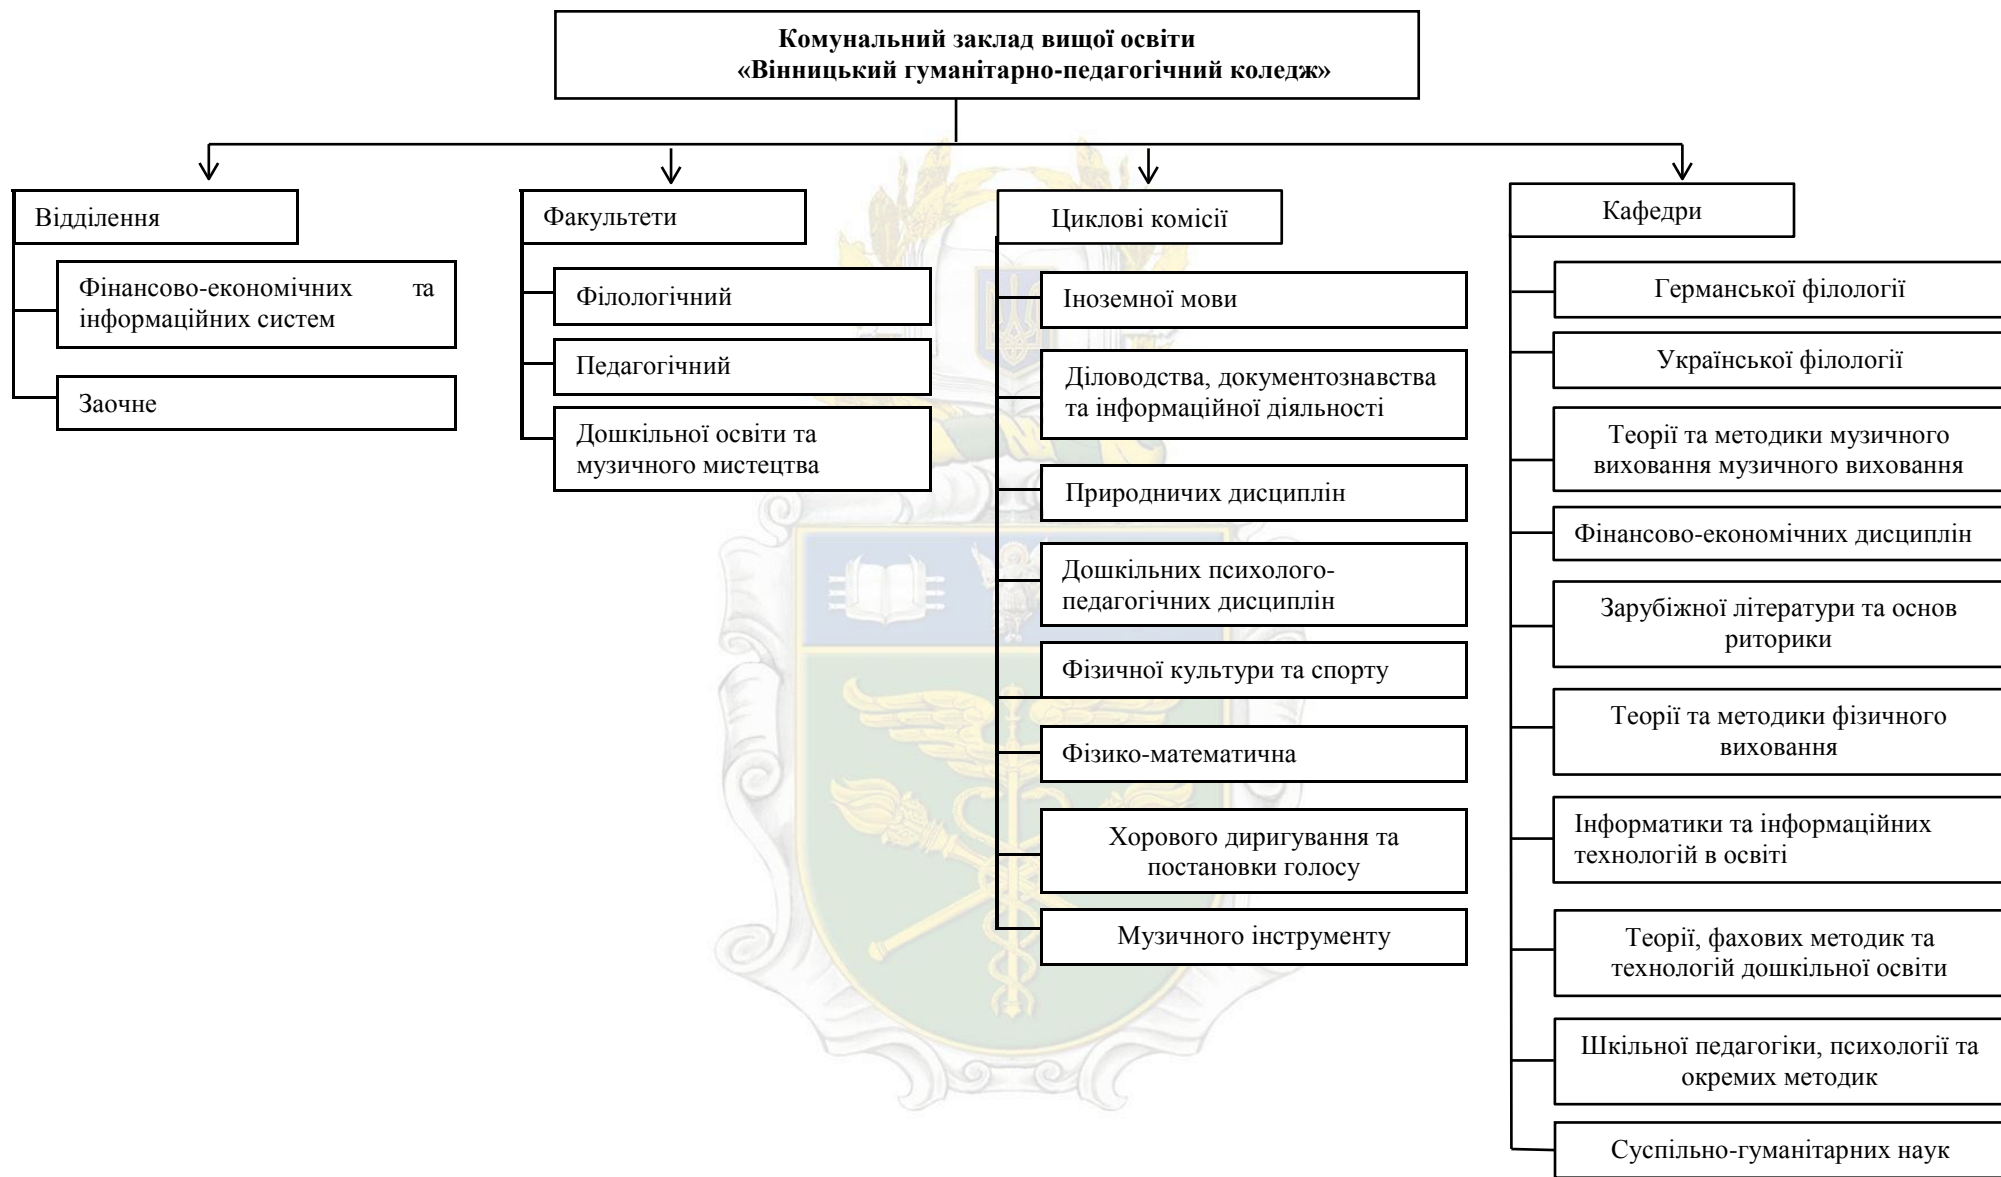 Комунальний заклад вищої освіти
«Вінницький гуманітарно-педагогічний коледж»
Відділення
Фінансово-економічних та
інформаційних систем
Заочне
Факультети
Філологічний
Педагогічний
Дошкільної освіти та
музичного мистецтва
Циклові комісії
Іноземної мови
Діловодства, документознавства
та інформаційної діяльності
Природничих дисциплін
Дошкільних психолого-
педагогічних дисциплін
Фізичної культури та спорту
Фізико-математична
Хорового диригування та
постановки голосу
Музичного інструменту
Кафедри
Германської філології
Української філології
Теорії та методики музичного
виховання музичного виховання
Фінансово-економічних дисциплін
Зарубіжної літератури та основ
риторики
Теорії та методики фізичного
виховання
Інформатики та інформаційних
технологій в освіті
Теорії, фахових методик та
технологій дошкільної освіти
Шкільної педагогіки, психології та
окремих методик
Суспільно-гуманітарних наук